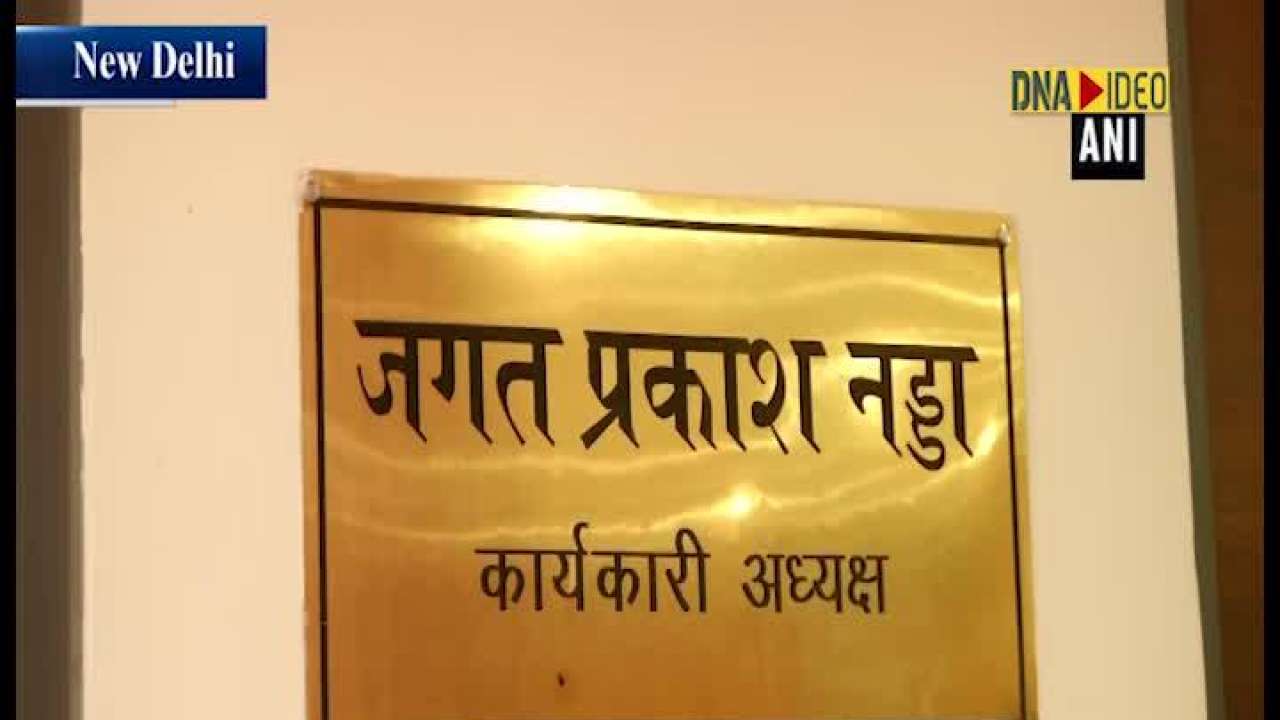 New Delhi
DNA VIDEO
ANI
जगत प्रकाश नड्डा
कार्यकारी अध्यक्ष